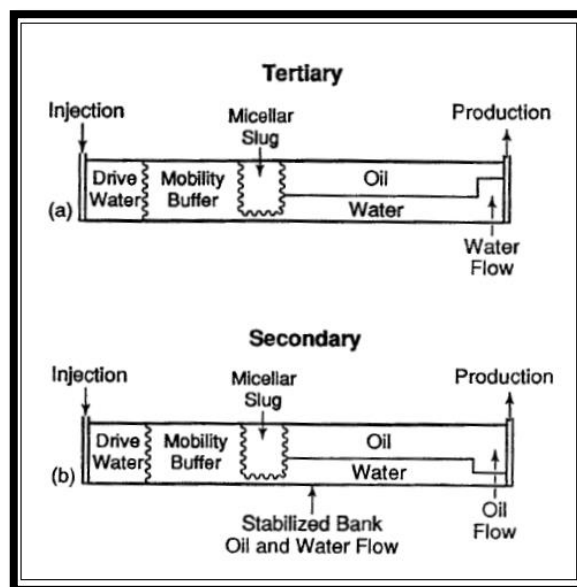 Tertiary
Injection
Micellar
Slug
Production
Drive
Water
Mobility
Buffer
Oil
Water
(a)
Water
Flow
Secondary
Injection
Micellar
Slug
Production
Drive
Water
Mobility
Buffer
Oil
Water
(b)
Oil
Flow
Stabilized Bank
Oil and Water Flow